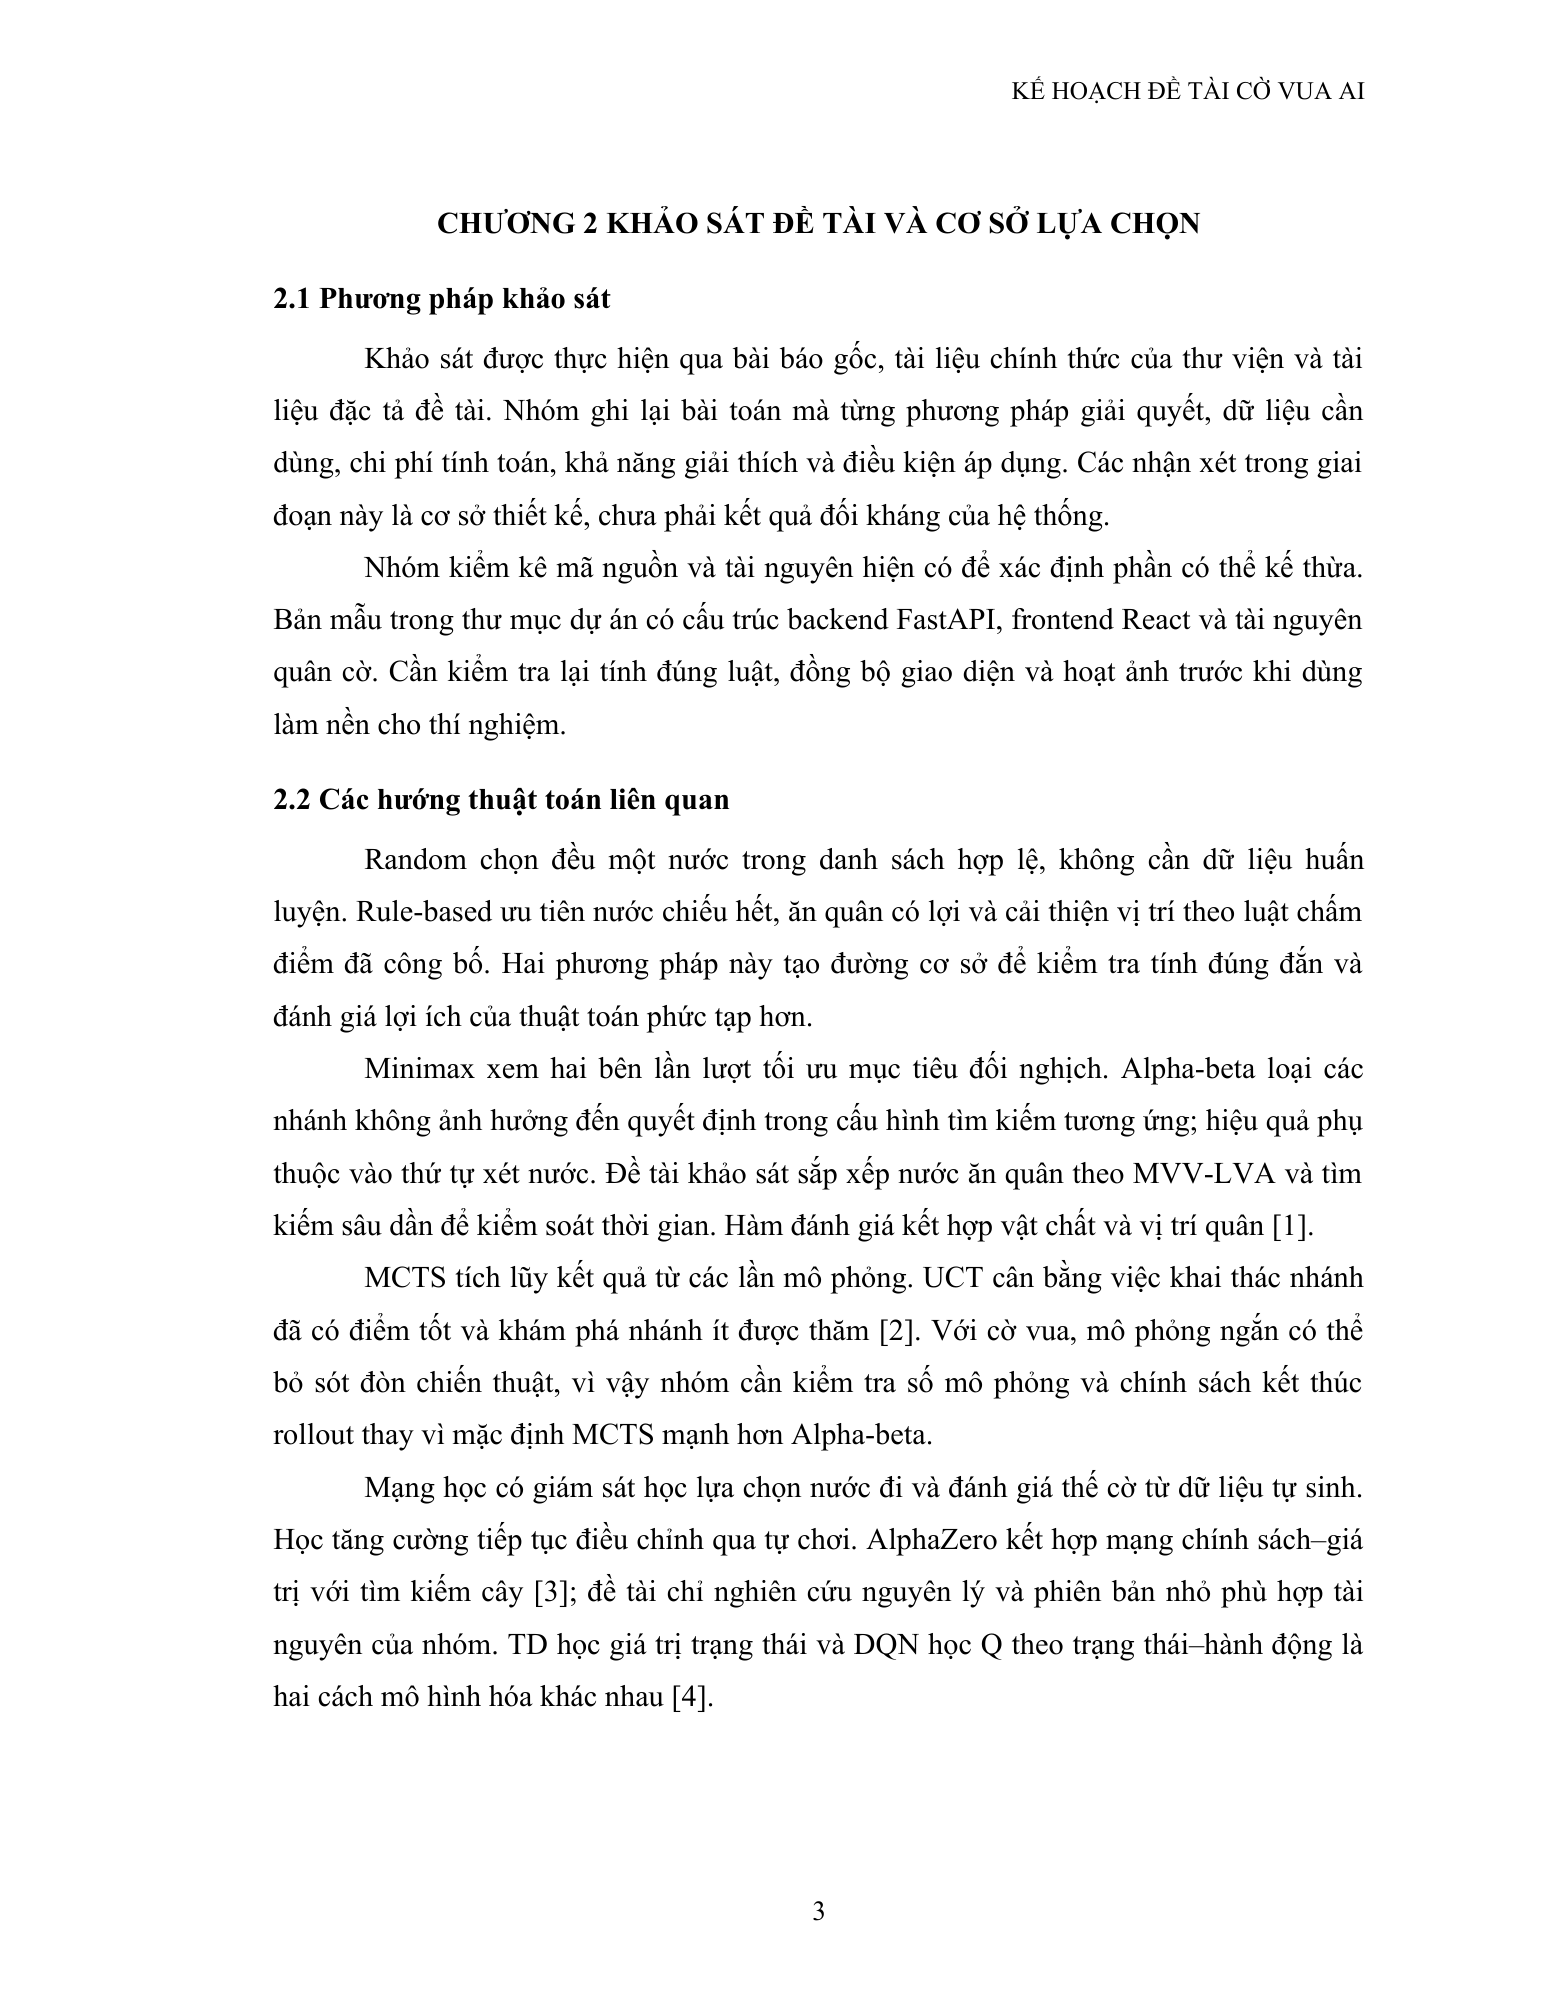 KẾ HOẠCH ĐỀ TÀI CỜ VUA AI
CHƯƠNG 2 KHẢO SÁT ĐỀ TÀI VÀ CƠ SỞ LỰA CHỌN
2.1 Phương pháp khảo sát
Khảo sát được thực hiện qua bài báo gốc, tài liệu chính thức của thư viện và tài
liệu đặc tả đề tài. Nhóm ghi lại bài toán mà từng phương pháp giải quyết, dữ liệu cần
dùng, chi phí tính toán, khả năng giải thích và điều kiện áp dụng. Các nhận xét trong giai
đoạn này là cơ sở thiết kế, chưa phải kết quả đối kháng của hệ thống.
Nhóm kiểm kê mã nguồn và tài nguyên hiện có để xác định phần có thể kế thừa.
Bản mẫu trong thư mục dự án có cấu trúc backend FastAPI, frontend React và tài nguyên
quân cờ. Cần kiểm tra lại tính đúng luật, đồng bộ giao diện và hoạt ảnh trước khi dùng
làm nền cho thí nghiệm.
2.2 Các hướng thuật toán liên quan
Random chọn đều một nước trong danh sách hợp lệ, không cần dữ liệu huấn
luyện. Rule-based ưu tiên nước chiếu hết, ăn quân có lợi và cải thiện vị trí theo luật chấm
điểm đã công bố. Hai phương pháp này tạo đường cơ sở để kiểm tra tính đúng đắn và
đánh giá lợi ích của thuật toán phức tạp hơn.
Minimax xem hai bên lần lượt tối ưu mục tiêu đối nghịch. Alpha-beta loại các
nhánh không ảnh hưởng đến quyết định trong cấu hình tìm kiếm tương ứng; hiệu quả phụ
thuộc vào thứ tự xét nước. Đề tài khảo sát sắp xếp nước ăn quân theo MVV-LVA và tìm
kiếm sâu dần để kiểm soát thời gian. Hàm đánh giá kết hợp vật chất và vị trí quân [1].
MCTS tích lũy kết quả từ các lần mô phỏng. UCT cân bằng việc khai thác nhánh
đã có điểm tốt và khám phá nhánh ít được thăm [2]. Với cờ vua, mô phỏng ngắn có thể
bỏ sót đòn chiến thuật, vì vậy nhóm cần kiểm tra số mô phỏng và chính sách kết thúc
rollout thay vì mặc định MCTS mạnh hơn Alpha-beta.
Mạng học có giám sát học lựa chọn nước đi và đánh giá thế cờ từ dữ liệu tự sinh.
Học tăng cường tiếp tục điều chỉnh qua tự chơi. AlphaZero kết hợp mạng chính sách–giá
trị với tìm kiếm cây [3]; đề tài chỉ nghiên cứu nguyên lý và phiên bản nhỏ phù hợp tài
nguyên của nhóm. TD học giá trị trạng thái và DQN học Q theo trạng thái–hành động là
hai cách mô hình hóa khác nhau [4].
3